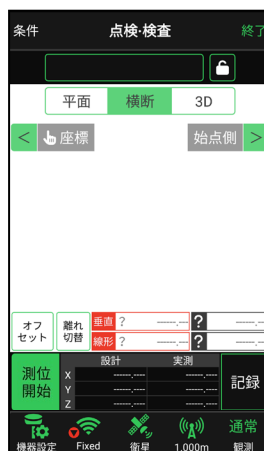 条件 点検・検査 終了
平面 横断 3D
< 座標 始点側 >
オフセット 離れ切替 垂直 ? -----.--- ? -----.---
線形 ? -----.--- ? -----.---
設計 実測
測位開始 X -----.--- -----.--- 記録
Y -----.--- -----.---
Z -----.--- -----.---
機器設定 Fixed 衛星 1.000m 通常
観測